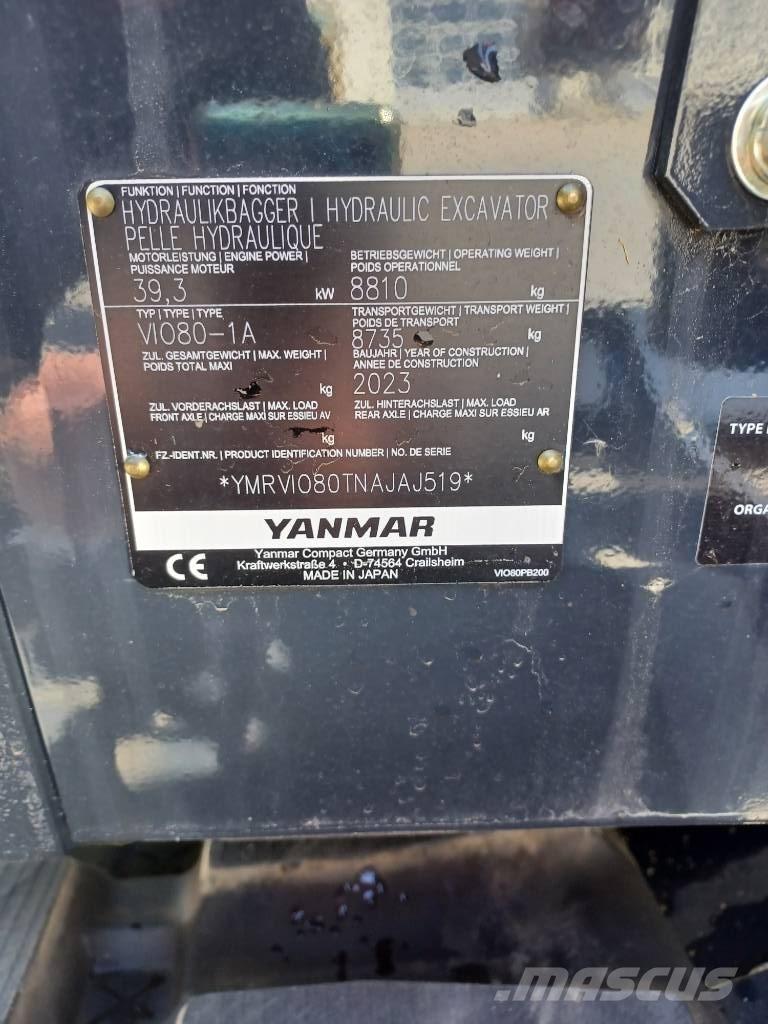 FUNKTION | FUNCTION | FONCTION
HYDRAULIKBAGGER | HYDRAULIC EXCAVATOR
PELLE HYDRAULIQUE
MOTORLEISTUNG | ENGINE POWER |
PUISSANCE MOTEUR
39,3 kW
BETRIEBSGEWICHT | OPERATING WEIGHT |
POIDS OPERATIONNEL
8810 kg
TYP | TYPE | TYPE
VIO80-1A
TRANSPORTGEWICHT | TRANSPORT WEIGHT |
POIDS DE TRANSPORT
8735 kg
ZUL. GESAMTGEWICHT | MAX. WEIGHT |
POIDS TOTAL MAXI
kg
BAUJAHR | YEAR OF CONSTRUCTION |
ANNEE DE CONSTRUCTION
2023
ZUL. VORDERACHSLAST | MAX. LOAD
FRONT AXLE | CHARGE MAXI SUR ESSIEU AV
kg
ZUL. HINTERACHSLAST | MAX. LOAD
REAR AXLE | CHARGE MAXI SUR ESSIEU AR
kg
FZ.-IDENT.NR. | PRODUCT IDENTIFICATION NUMBER | NO. DE SERIE
*YMRVIO80TNAJAJ519*
YANMAR
CE
Yanmar Compact Germany GmbH
Kraftwerkstraße 4 • D-74564 Crailsheim
MADE IN JAPAN
VIO80PB200
TYPE
ORGA
MASCUS